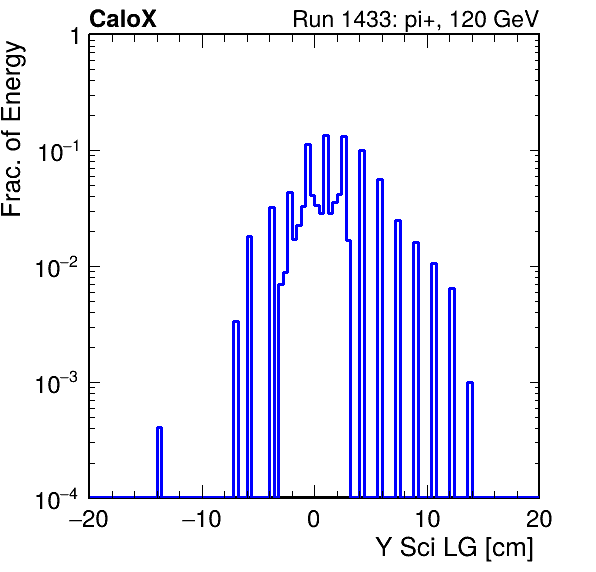 CaloX Run 1433: pi+, 120 GeV
Frac. of Energy
1
10⁻¹
10⁻²
10⁻³
10⁻⁴
−20 −10 0 10 20
Y Sci LG [cm]